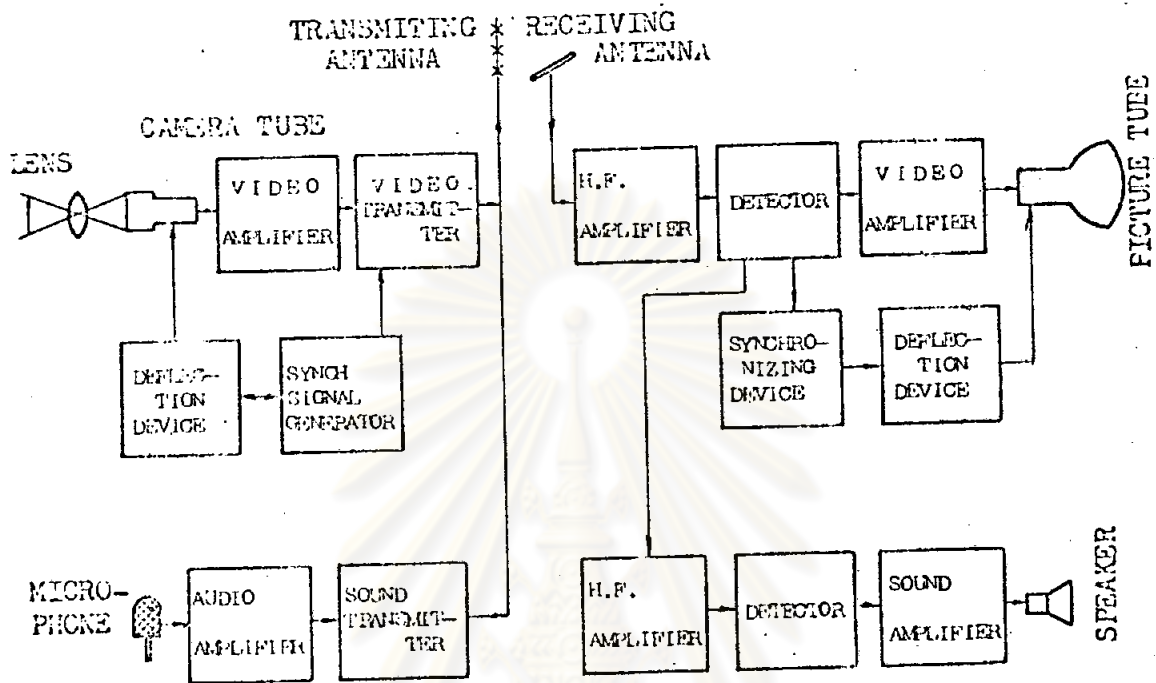 TRANSMITING
ANTENNA
RECEIVING
ANTENNA
CAMERA TUBE
LENS
VIDEO
AMPLIFIER
VIDEO
TRANSMIT-
TER
H.F.
AMPLIFIER
DETECTOR
VIDEO
AMPLIFIER
PICTURE TUBE
DEFLEC-
TION
DEVICE
SYNCH
SIGNAL
GENERATOR
SYNCHRO-
NIZING
DEVICE
DEFLEC-
TION
DEVICE
MICRO-
PHONE
AUDIO
AMPLIFIER
SOUND
TRANSMIT-
TER
H.F.
AMPLIFIER
DETECTOR
SOUND
AMPLIFIER
SPEAKER